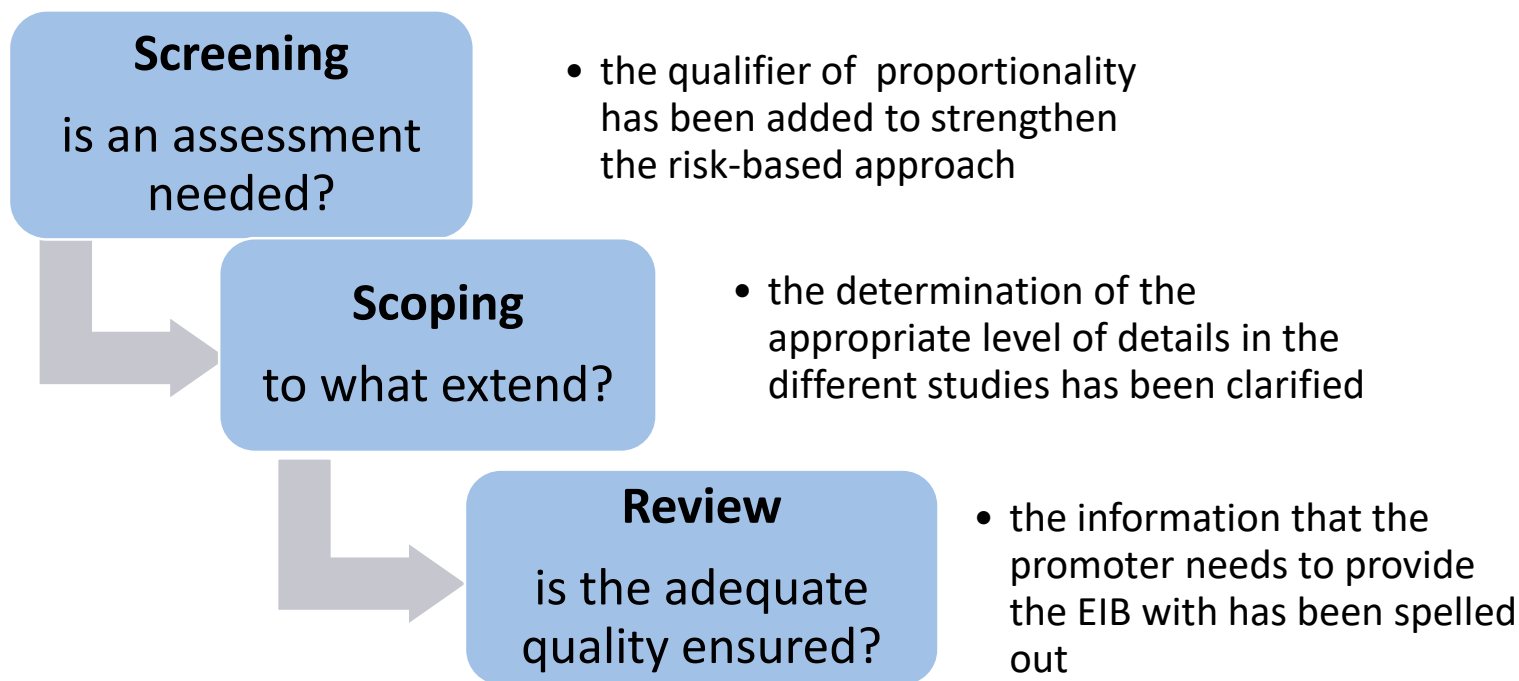 Screening
is an assessment
needed?
• the qualifier of  proportionality
has been added to strengthen
the risk-based approach
Scoping
to what extend?
• the determination of the
appropriate level of details in the
different studies has been clarified
Review
is the adequate
quality ensured?
• the information that the
promoter needs to provide
the EIB with has been spelled
out